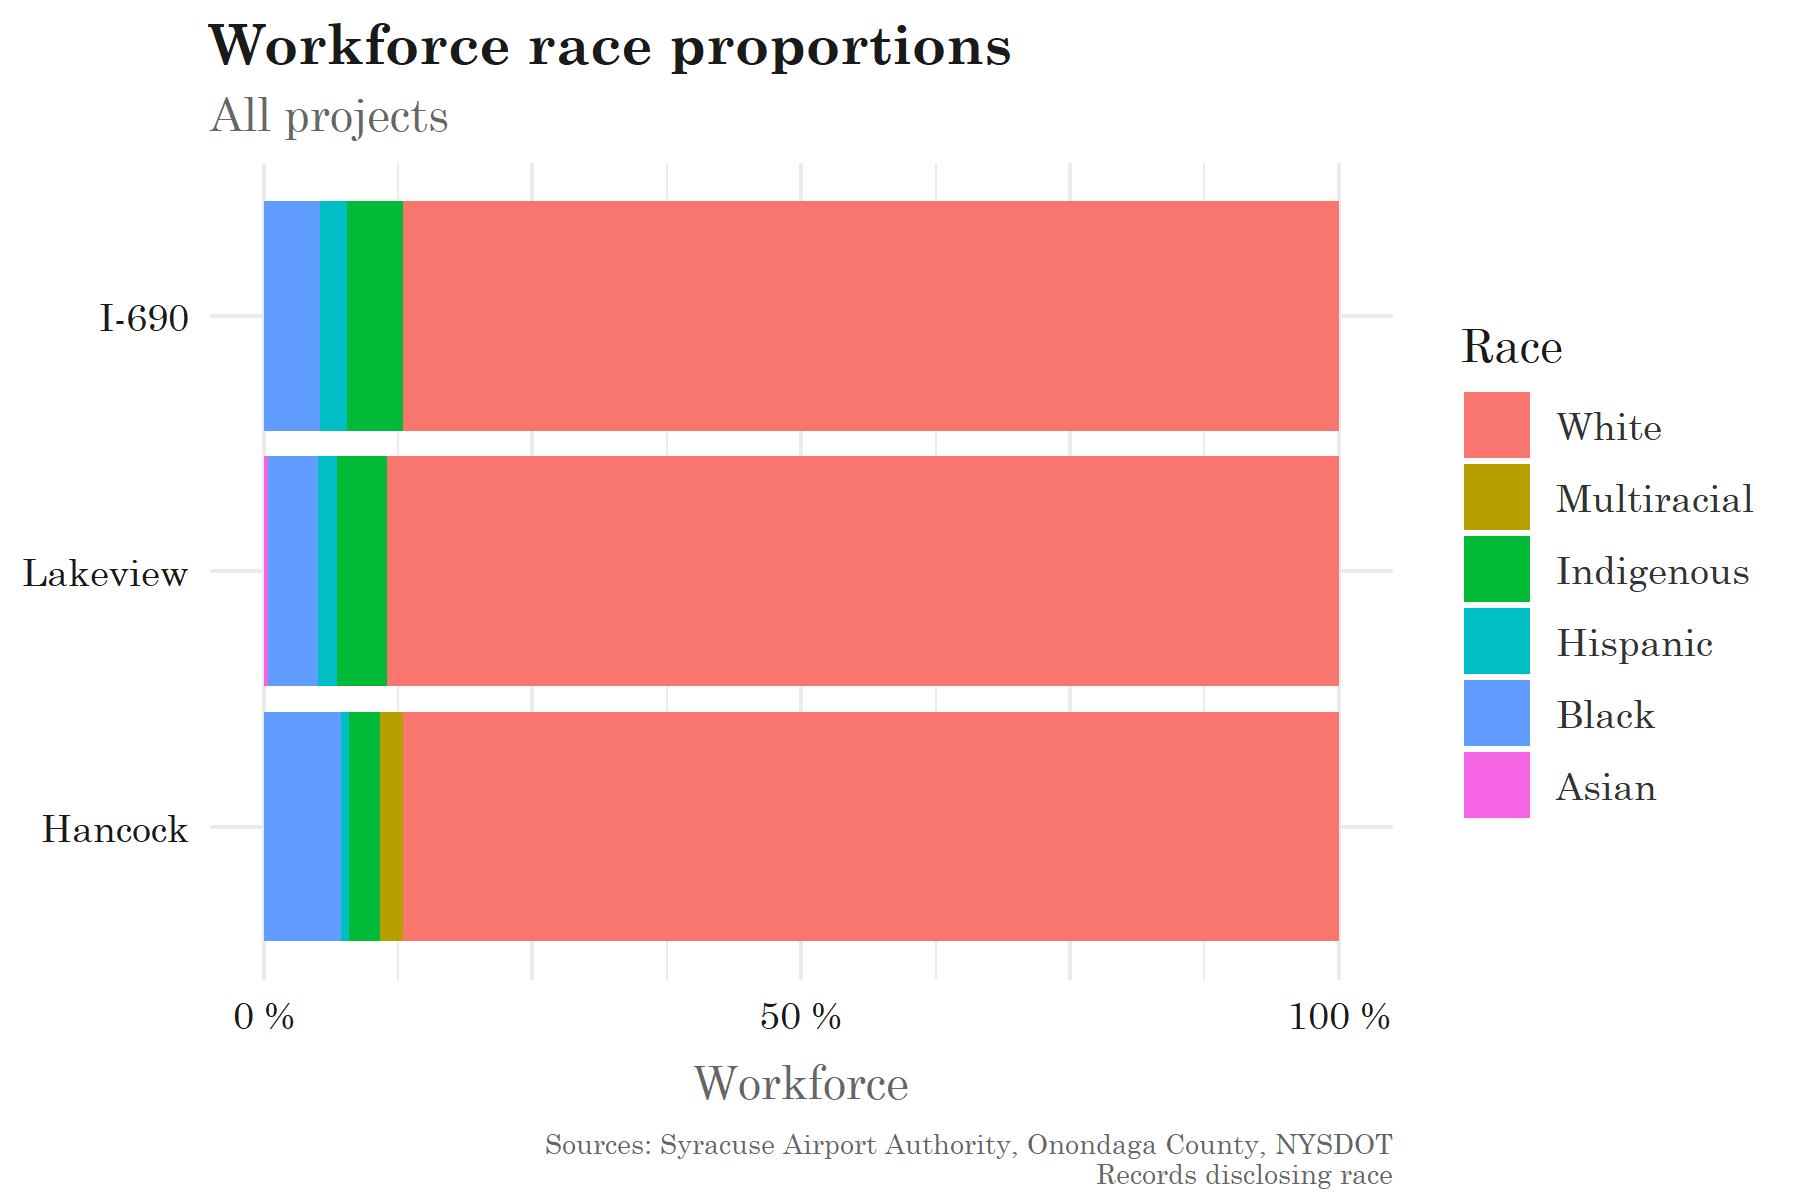 Workforce race proportions
All projects
I-690
Lakeview
Hancock
0 %
50 %
100 %
Workforce
Race
White
Multiracial
Indigenous
Hispanic
Black
Asian
Sources: Syracuse Airport Authority, Onondaga County, NYSDOT
Records disclosing race